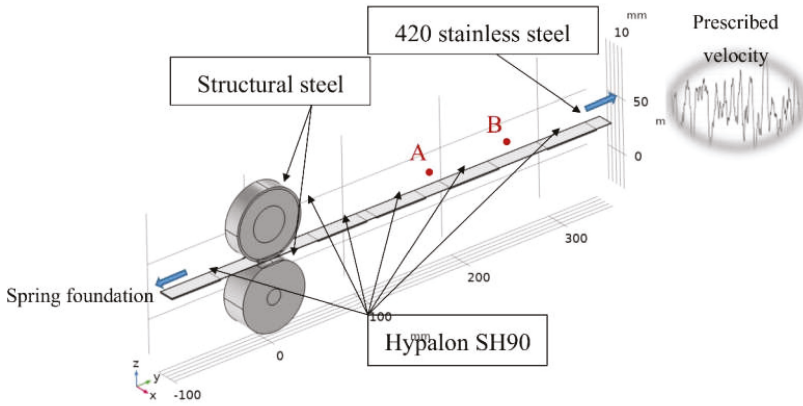 mm
10
Prescribed
velocity
420 stainless steel
Structural steel
50
m
B
A
0
300
Spring foundation
200
100
mm
Hypalon SH90
0
z
y
x
-100